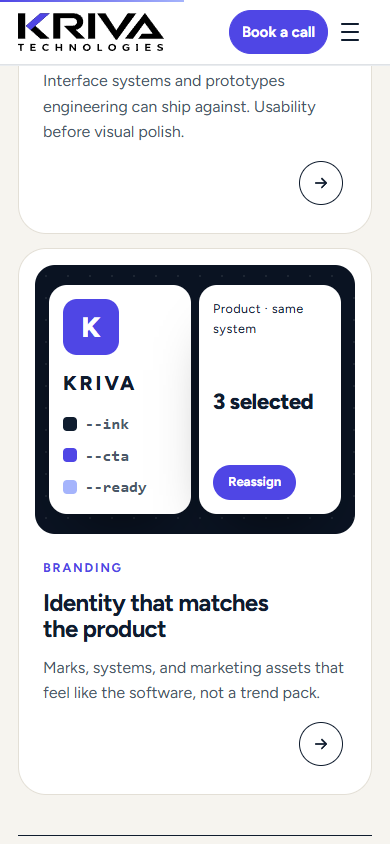 KRIVA
TECHNOLOGIES
Book a call
Interface systems and prototypes
engineering can ship against. Usability
before visual polish.
K
KRIVA
--ink
--cta
--ready
Product · same
system
3 selected
Reassign
BRANDING
Identity that matches
the product
Marks, systems, and marketing assets that
feel like the software, not a trend pack.